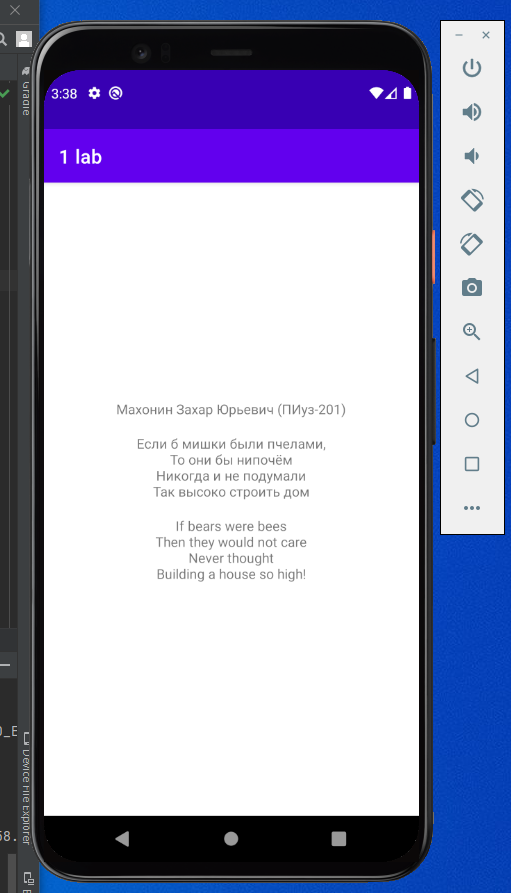 Gradle
3:38
1 lab
Махонин Захар Юрьевич (ПИуз-201)
Если б мишки были пчелами,
То они бы нипочём
Никогда и не подумали
Так высоко строить дом
If bears were bees
Then they would not care
Never thought
Building a house so high!
Device File Explorer